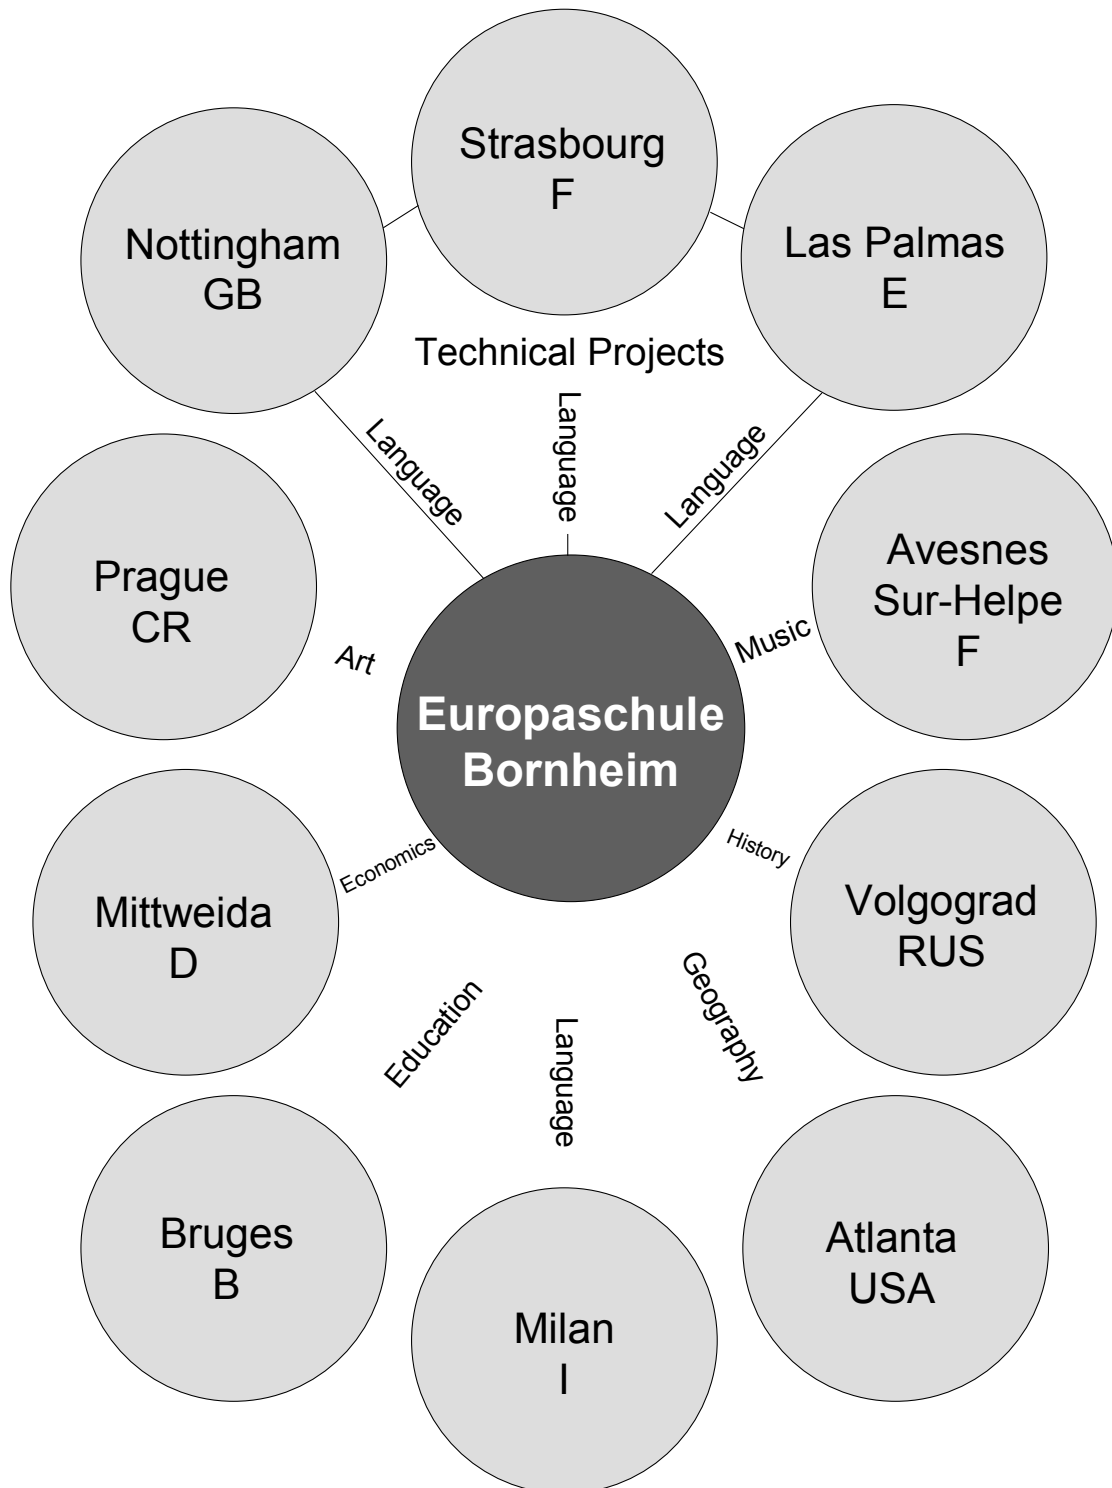 Strasbourg
F
Nottingham
GB
Las Palmas
E
Technical Projects
Language
Language
Language
Prague
CR
Avesnes
Sur-Helpe
F
Art
Music
Europaschule
Bornheim
Economics
History
Mittweida
D
Volgograd
RUS
Education
Language
Geography
Bruges
B
Milan
I
Atlanta
USA